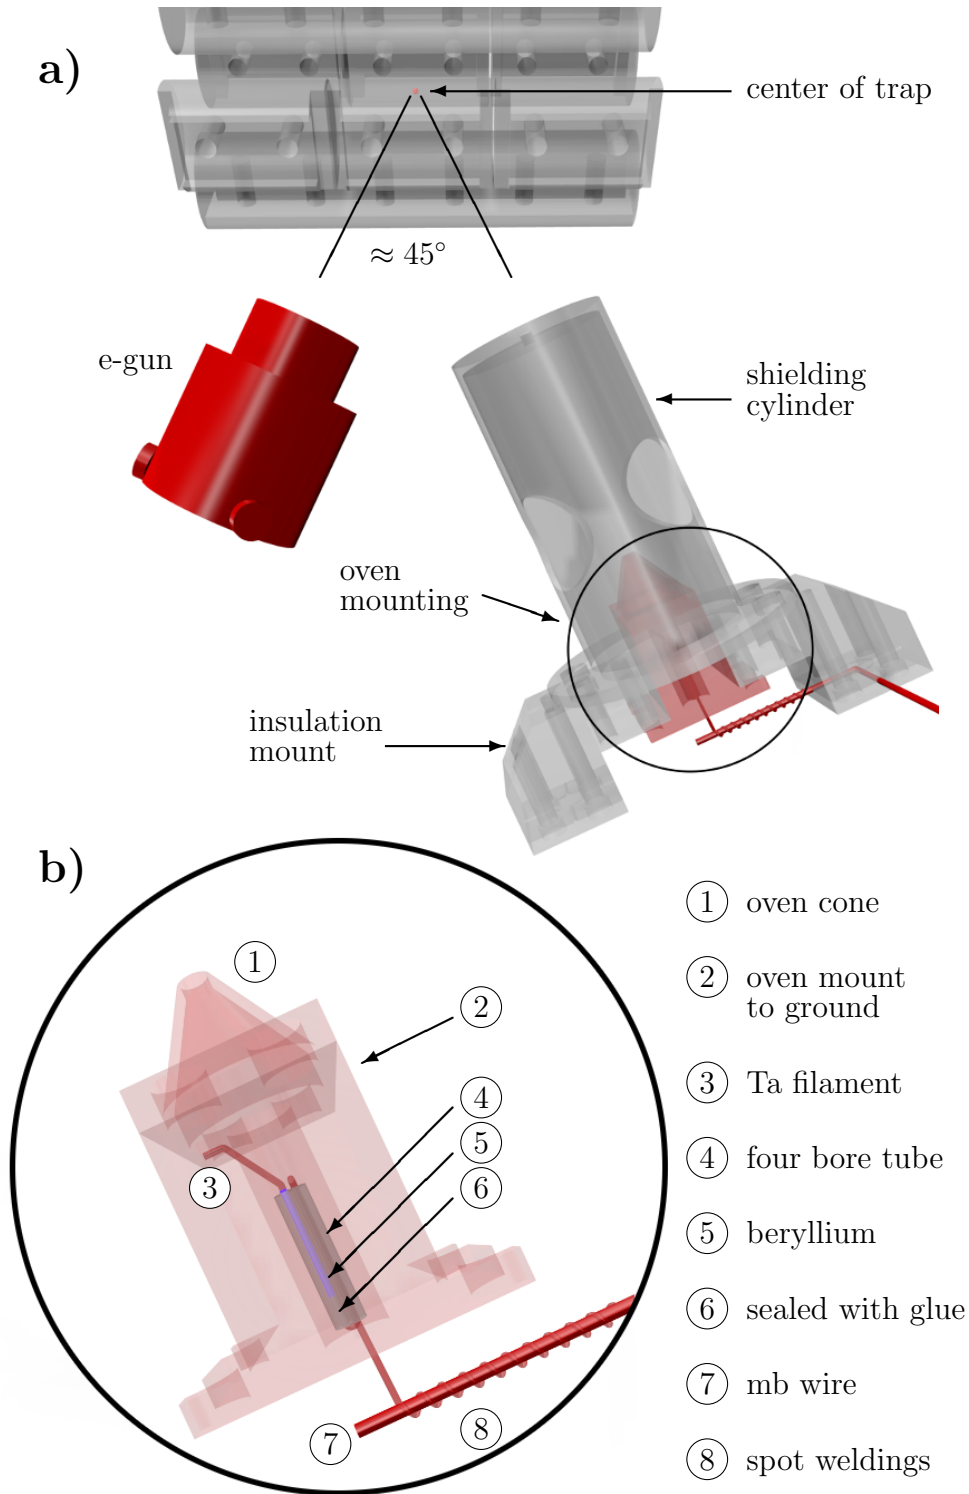 a)
center of trap
≈ 45°
e-gun
shielding
cylinder
oven
mounting
insulation
mount
b)
1
2
4
5
6
3
7
8
1 oven cone
2 oven mount
to ground
3 Ta filament
4 four bore tube
5 beryllium
6 sealed with glue
7 mb wire
8 spot weldings